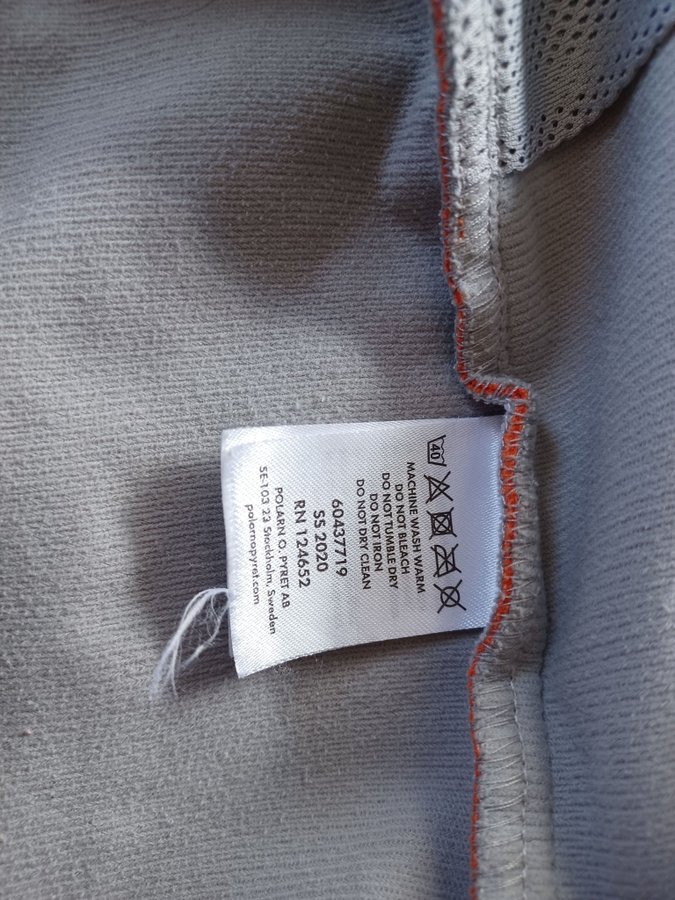 40
MACHINE WASH WARM
DO NOT BLEACH
DO NOT TUMBLE DRY
DO NOT IRON
DO NOT DRY CLEAN
60437719
SS 2020
RN 124652
POLARN O. PYRET AB
SE-103 23 Stockholm, Sweden
polarnopyret.com